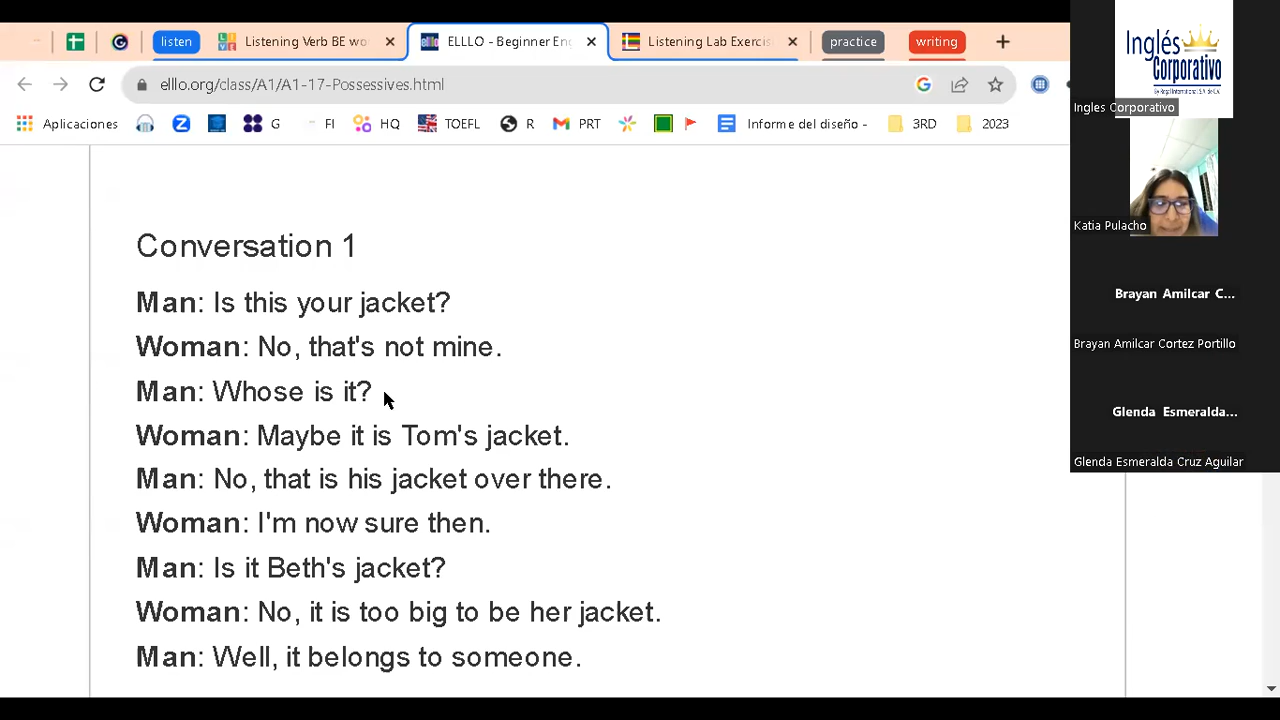 listen
Listening Verb BE wo
ELLLO - Beginner Eng
Listening Lab Exercis
practice
writing
elllo.org/class/A1/A1-17-Possessives.html
Aplicaciones
G
FI
HQ
TOEFL
R
PRT
Informe del diseño -
3RD
2023
Conversation 1
Man: Is this your jacket?
Woman: No, that's not mine.
Man: Whose is it?
Woman: Maybe it is Tom's jacket.
Man: No, that is his jacket over there.
Woman: I'm now sure then.
Man: Is it Beth's jacket?
Woman: No, it is too big to be her jacket.
Man: Well, it belongs to someone.
Inglés
Corporativo
Ingles Corporativo
Katia Pulacho
Brayan Amilcar C...
Brayan Amilcar Cortez Portillo
Glenda Esmeralda...
Glenda Esmeralda Cruz Aguilar